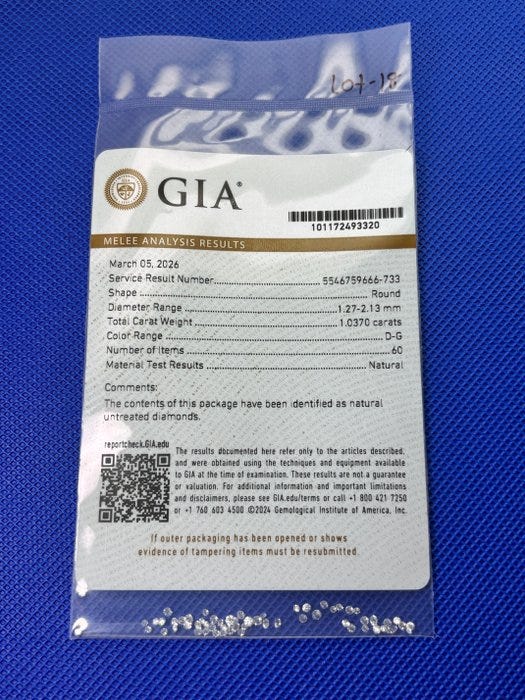 Lot-18
GIA®
101172493320
MELEE ANALYSIS RESULTS
March 05, 2026
Service Result Number 5546759666-733
Shape Round
Diameter Range 1.27-2.13 mm
Total Carat Weight 1.0370 carats
Color Range D-G
Number of Items 60
Material Test Results Natural
Comments:
The contents of this package have been identified as natural
untreated diamonds.
reportcheck.GIA.edu
The results documented here refer only to the articles described,
and were obtained using the techniques and equipment available
to GIA at the time of examination. These results are not a guarantee
or valuation. For additional information and important limitations
and disclaimers, please see GIA.edu/terms or call +1 800 421 7250
or +1 760 603 4500 ©2024 Gemological Institute of America, Inc.
If outer packaging has been opened or shows
evidence of tampering items must be resubmitted.